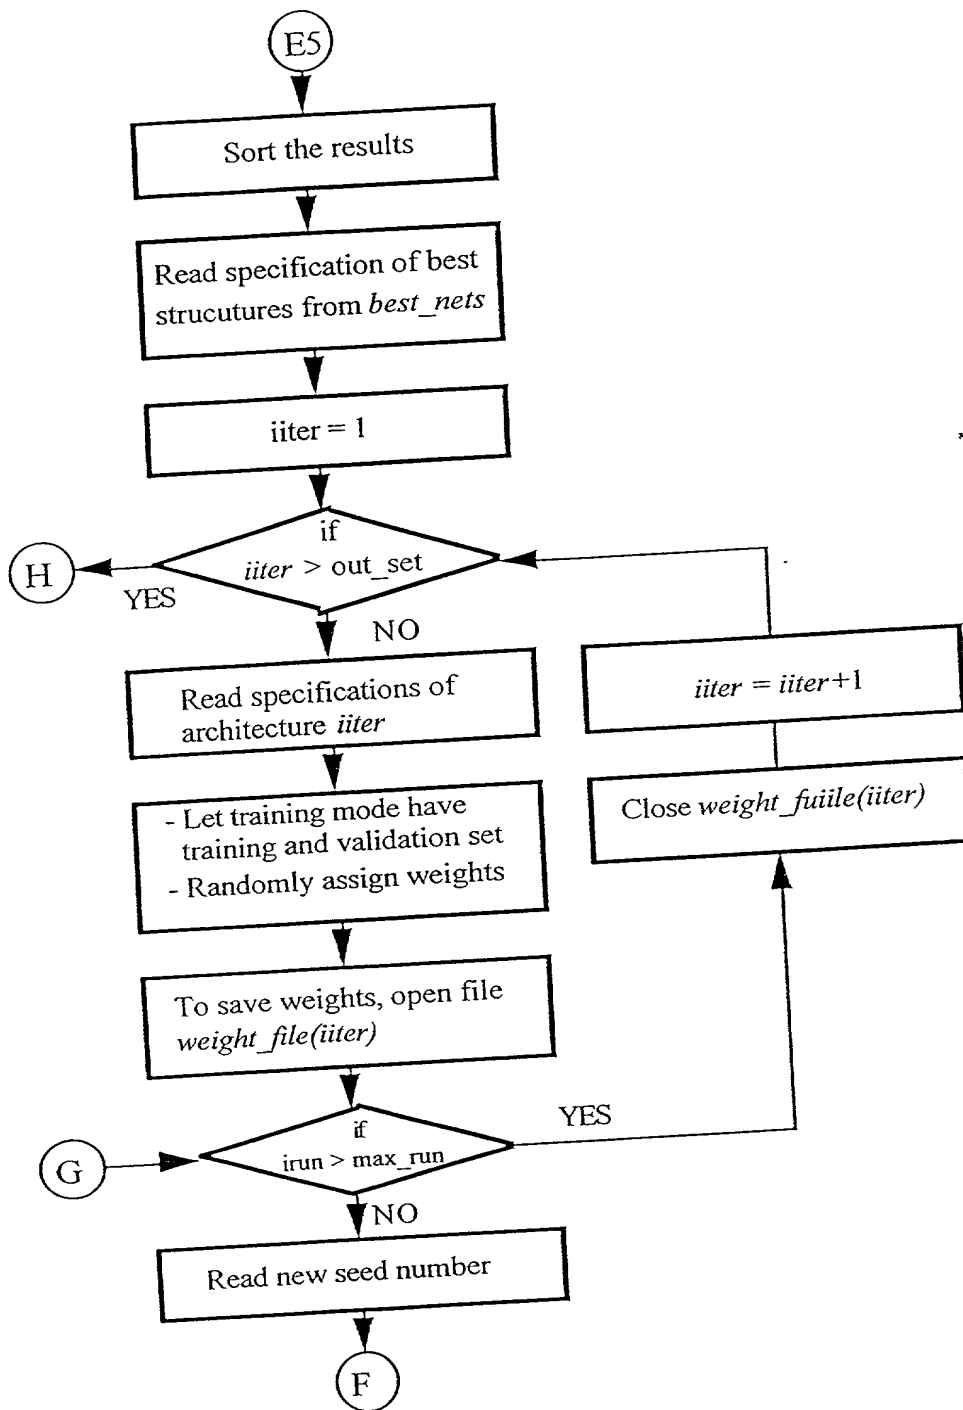 E5
Sort the results
Read specification of best
strucutures from best_nets
iiter = 1
if
iiter > out_set
H
YES
NO
Read specifications of
architecture iiter
iiter = iiter+1
- Let training mode have
training and validation set
- Randomly assign weights
Close weight_fuiile(iiter)
To save weights, open file
weight_file(iiter)
if
irun > max_run
YES
G
NO
Read new seed number
F